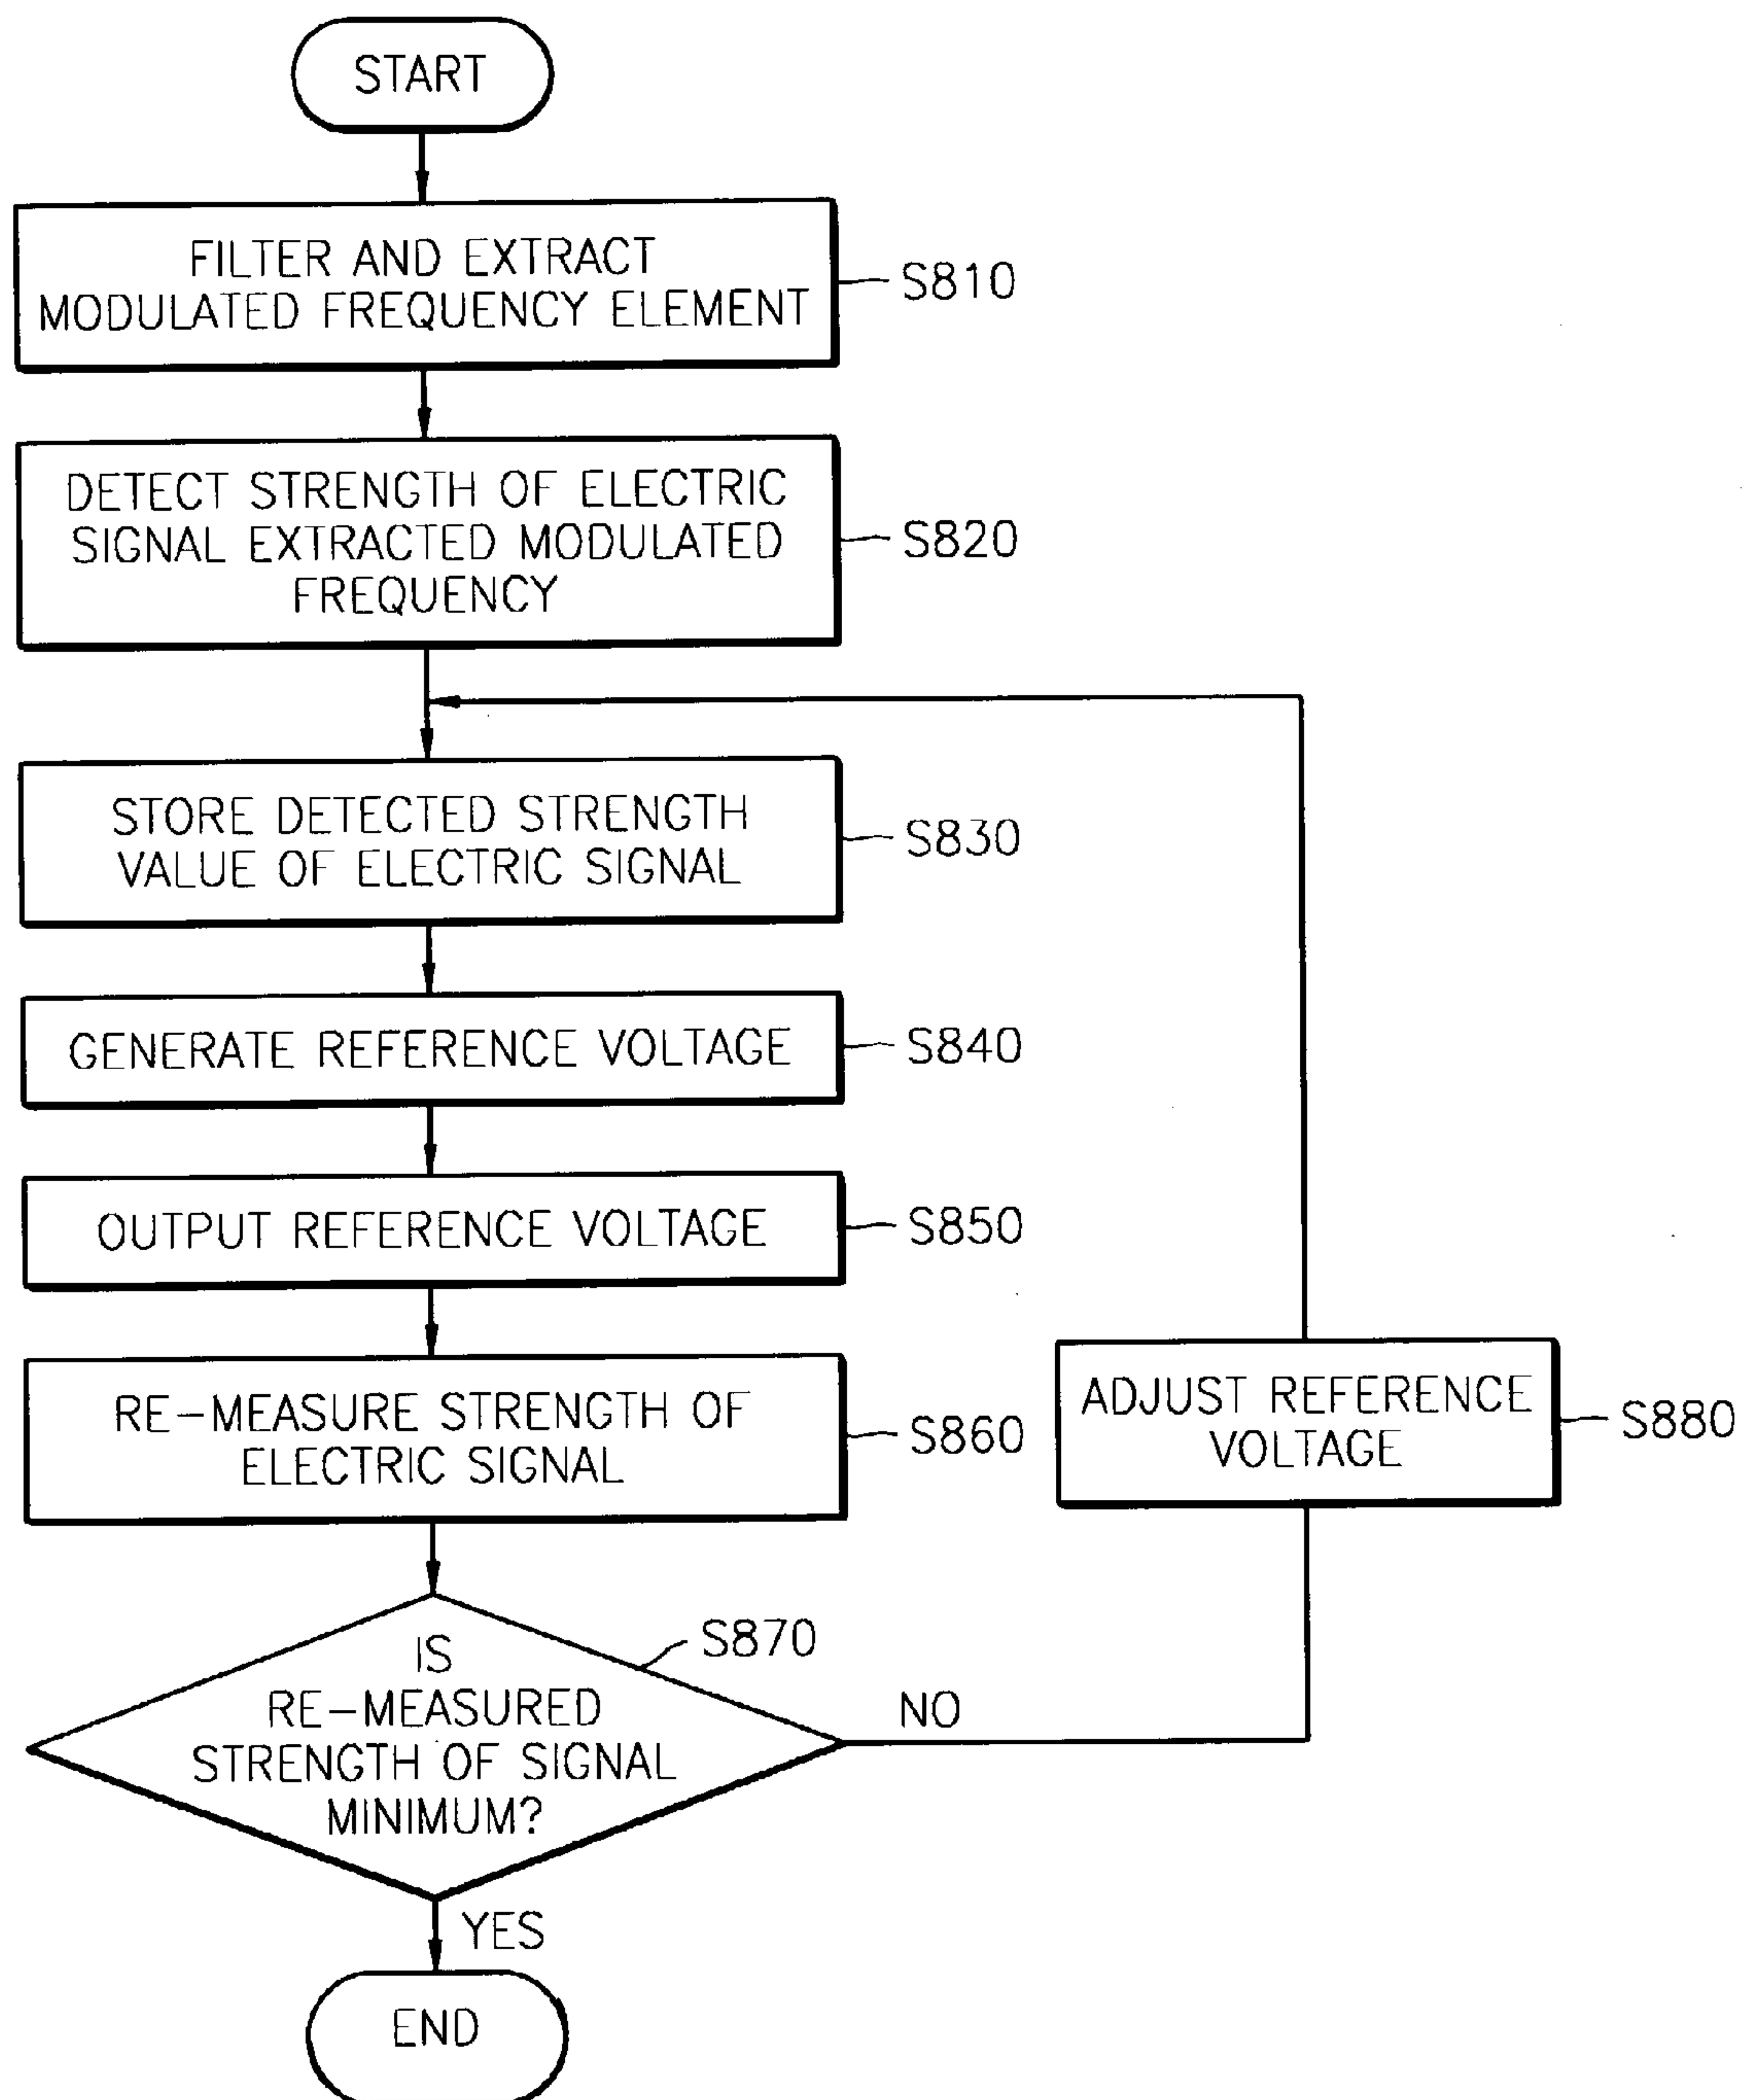 START
FILTER AND EXTRACT
MODULATED FREQUENCY ELEMENT
S810
DETECT STRENGTH OF ELECTRIC
SIGNAL EXTRACTED MODULATED
FREQUENCY
S820
STORE DETECTED STRENGTH
VALUE OF ELECTRIC SIGNAL
S830
GENERATE REFERENCE VOLTAGE
S840
OUTPUT REFERENCE VOLTAGE
S850
RE-MEASURE STRENGTH OF
ELECTRIC SIGNAL
S860
ADJUST REFERENCE
VOLTAGE
S880
IS
RE-MEASURED
STRENGTH OF SIGNAL
MINIMUM?
S870
NO
YES
END